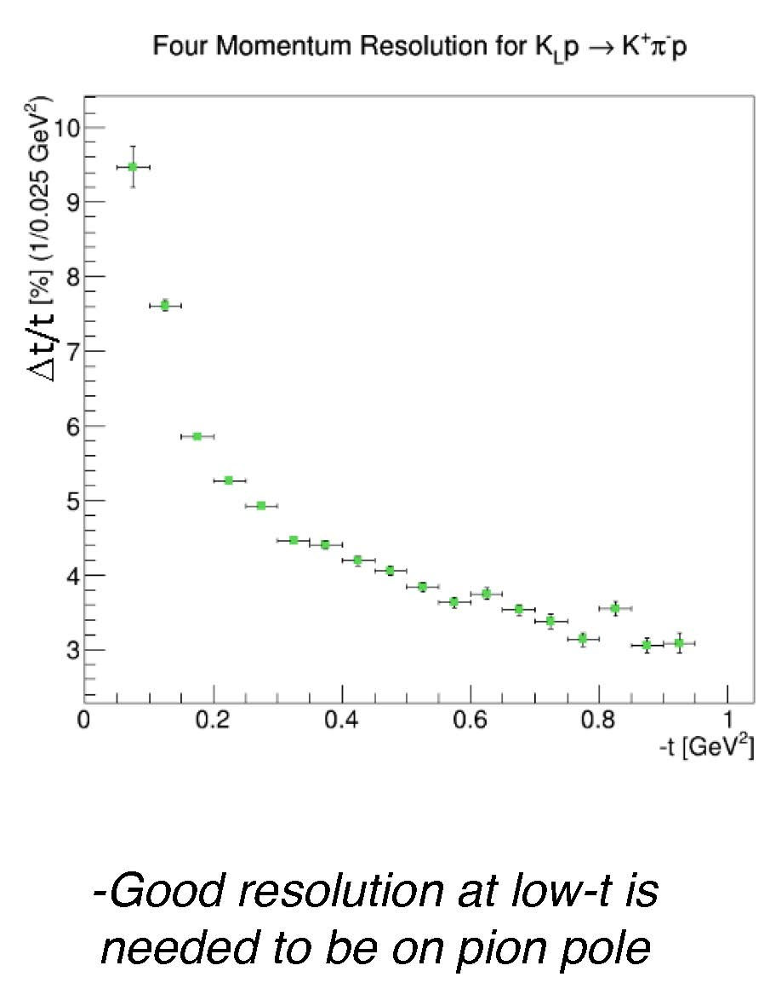 Four Momentum Resolution for K_L p → K⁺π⁻p
Δt/t [%] (1/0.025 GeV²)
10
9
8
7
6
5
4
3
0 0.2 0.4 0.6 0.8 1
-t [GeV²]
-Good resolution at low-t is
needed to be on pion pole